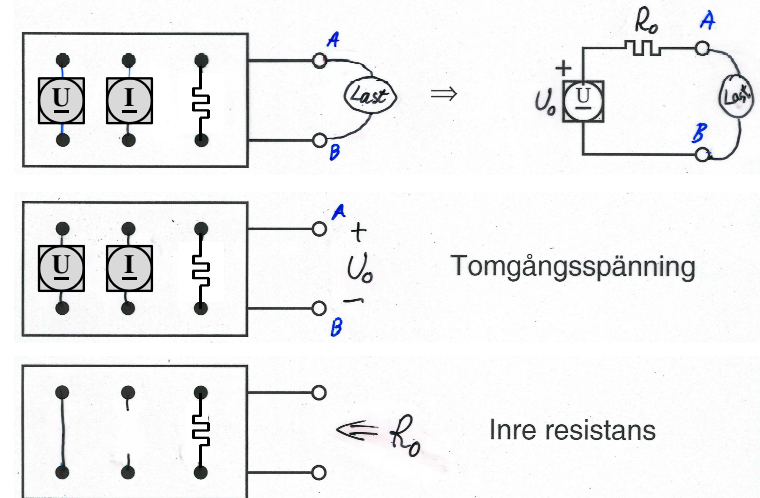 A
U I Last ⇒
B
R₀ A
+
U₀ U Last
B
A
+
U I U₀ Tomgångsspänning
−
B
⇐ R₀ Inre resistans